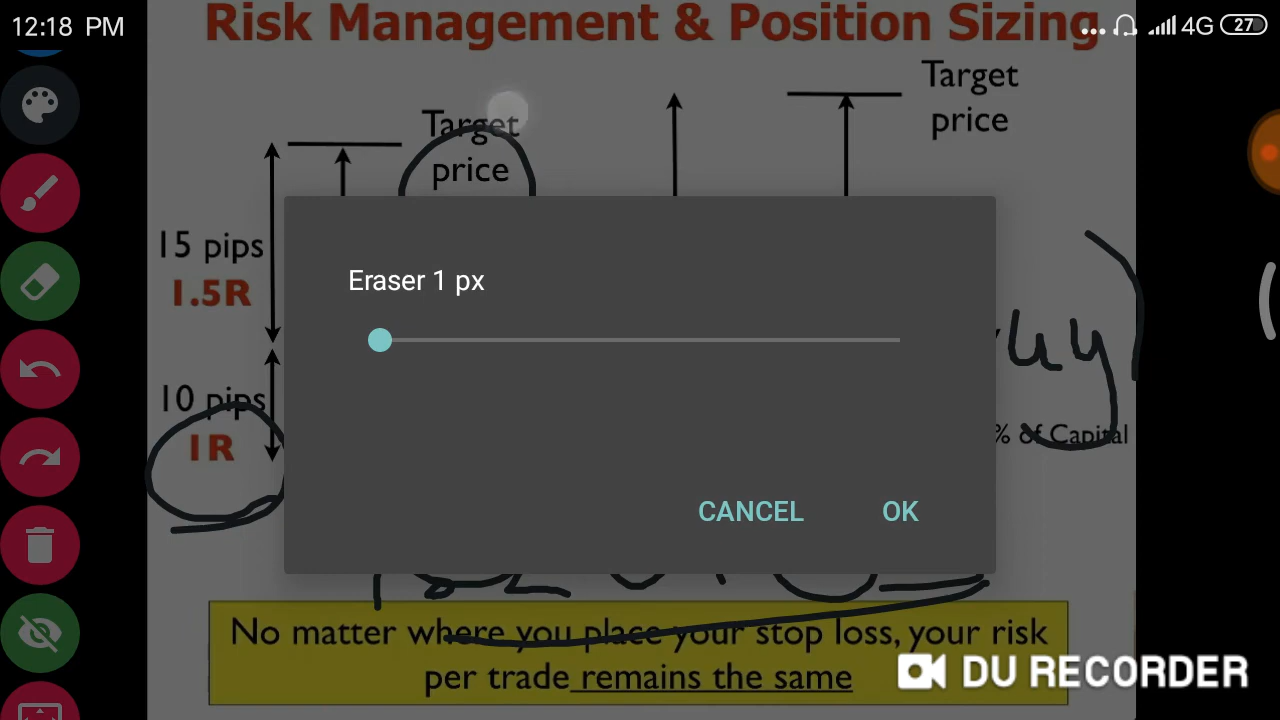 12:18 PM
4G 27
Risk Management & Position Sizing
Target
price
Target
price
15 pips
1.5R
Eraser 1 px
10 pips
1R
uy
% of Capital
CANCEL OK
No matter where you place your stop loss, your risk
per trade remains the same
DU RECORDER